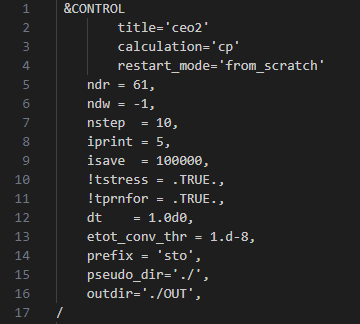 1 &CONTROL
2 title='ceo2'
3 calculation='cp'
4 restart_mode='from_scratch'
5 ndr = 61,
6 ndw = -1,
7 nstep  = 10,
8 iprint = 5,
9 isave  = 100000,
10 !tstress = .TRUE.,
11 !tprnfor = .TRUE.,
12 dt    = 1.0d0,
13 etot_conv_thr = 1.d-8,
14 prefix = 'sto',
15 pseudo_dir='./',
16 outdir='./OUT',
17 /